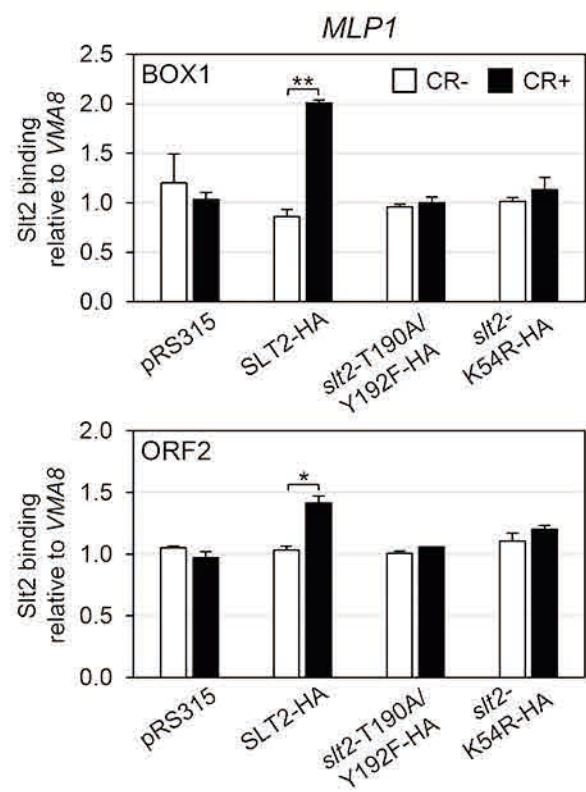 MLP1
BOX1
CR- CR+
Slt2 binding
relative to VMA8
2.5
2.0
1.5
1.0
0.5
0.0
**
pRS315
SLT2-HA
slt2-T190A/
Y192F-HA
slt2-
K54R-HA
ORF2
Slt2 binding
relative to VMA8
2.0
1.5
1.0
0.5
0.0
*
pRS315
SLT2-HA
slt2-T190A/
Y192F-HA
slt2-
K54R-HA